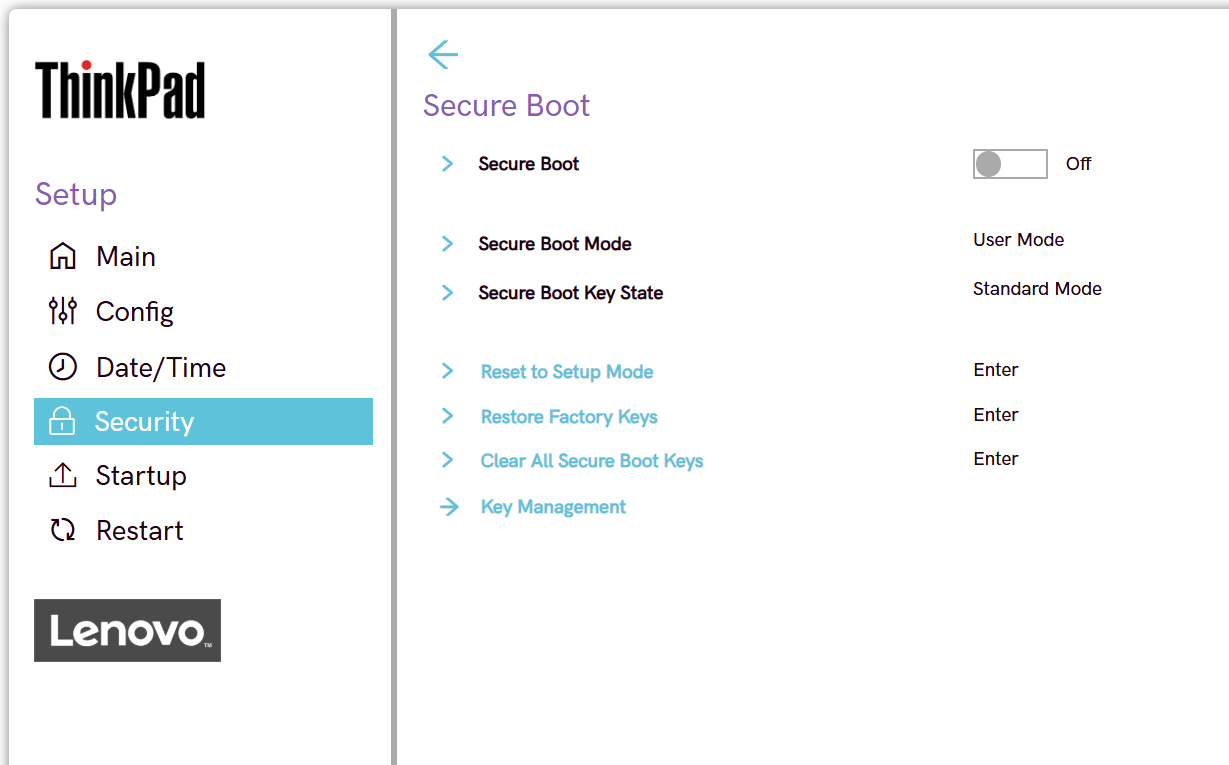 ThinkPad
Setup
Main
Config
Date/Time
Security
Startup
Restart
Lenovo™
Secure Boot
Secure Boot Off
Secure Boot Mode User Mode
Secure Boot Key State Standard Mode
Reset to Setup Mode Enter
Restore Factory Keys Enter
Clear All Secure Boot Keys Enter
Key Management